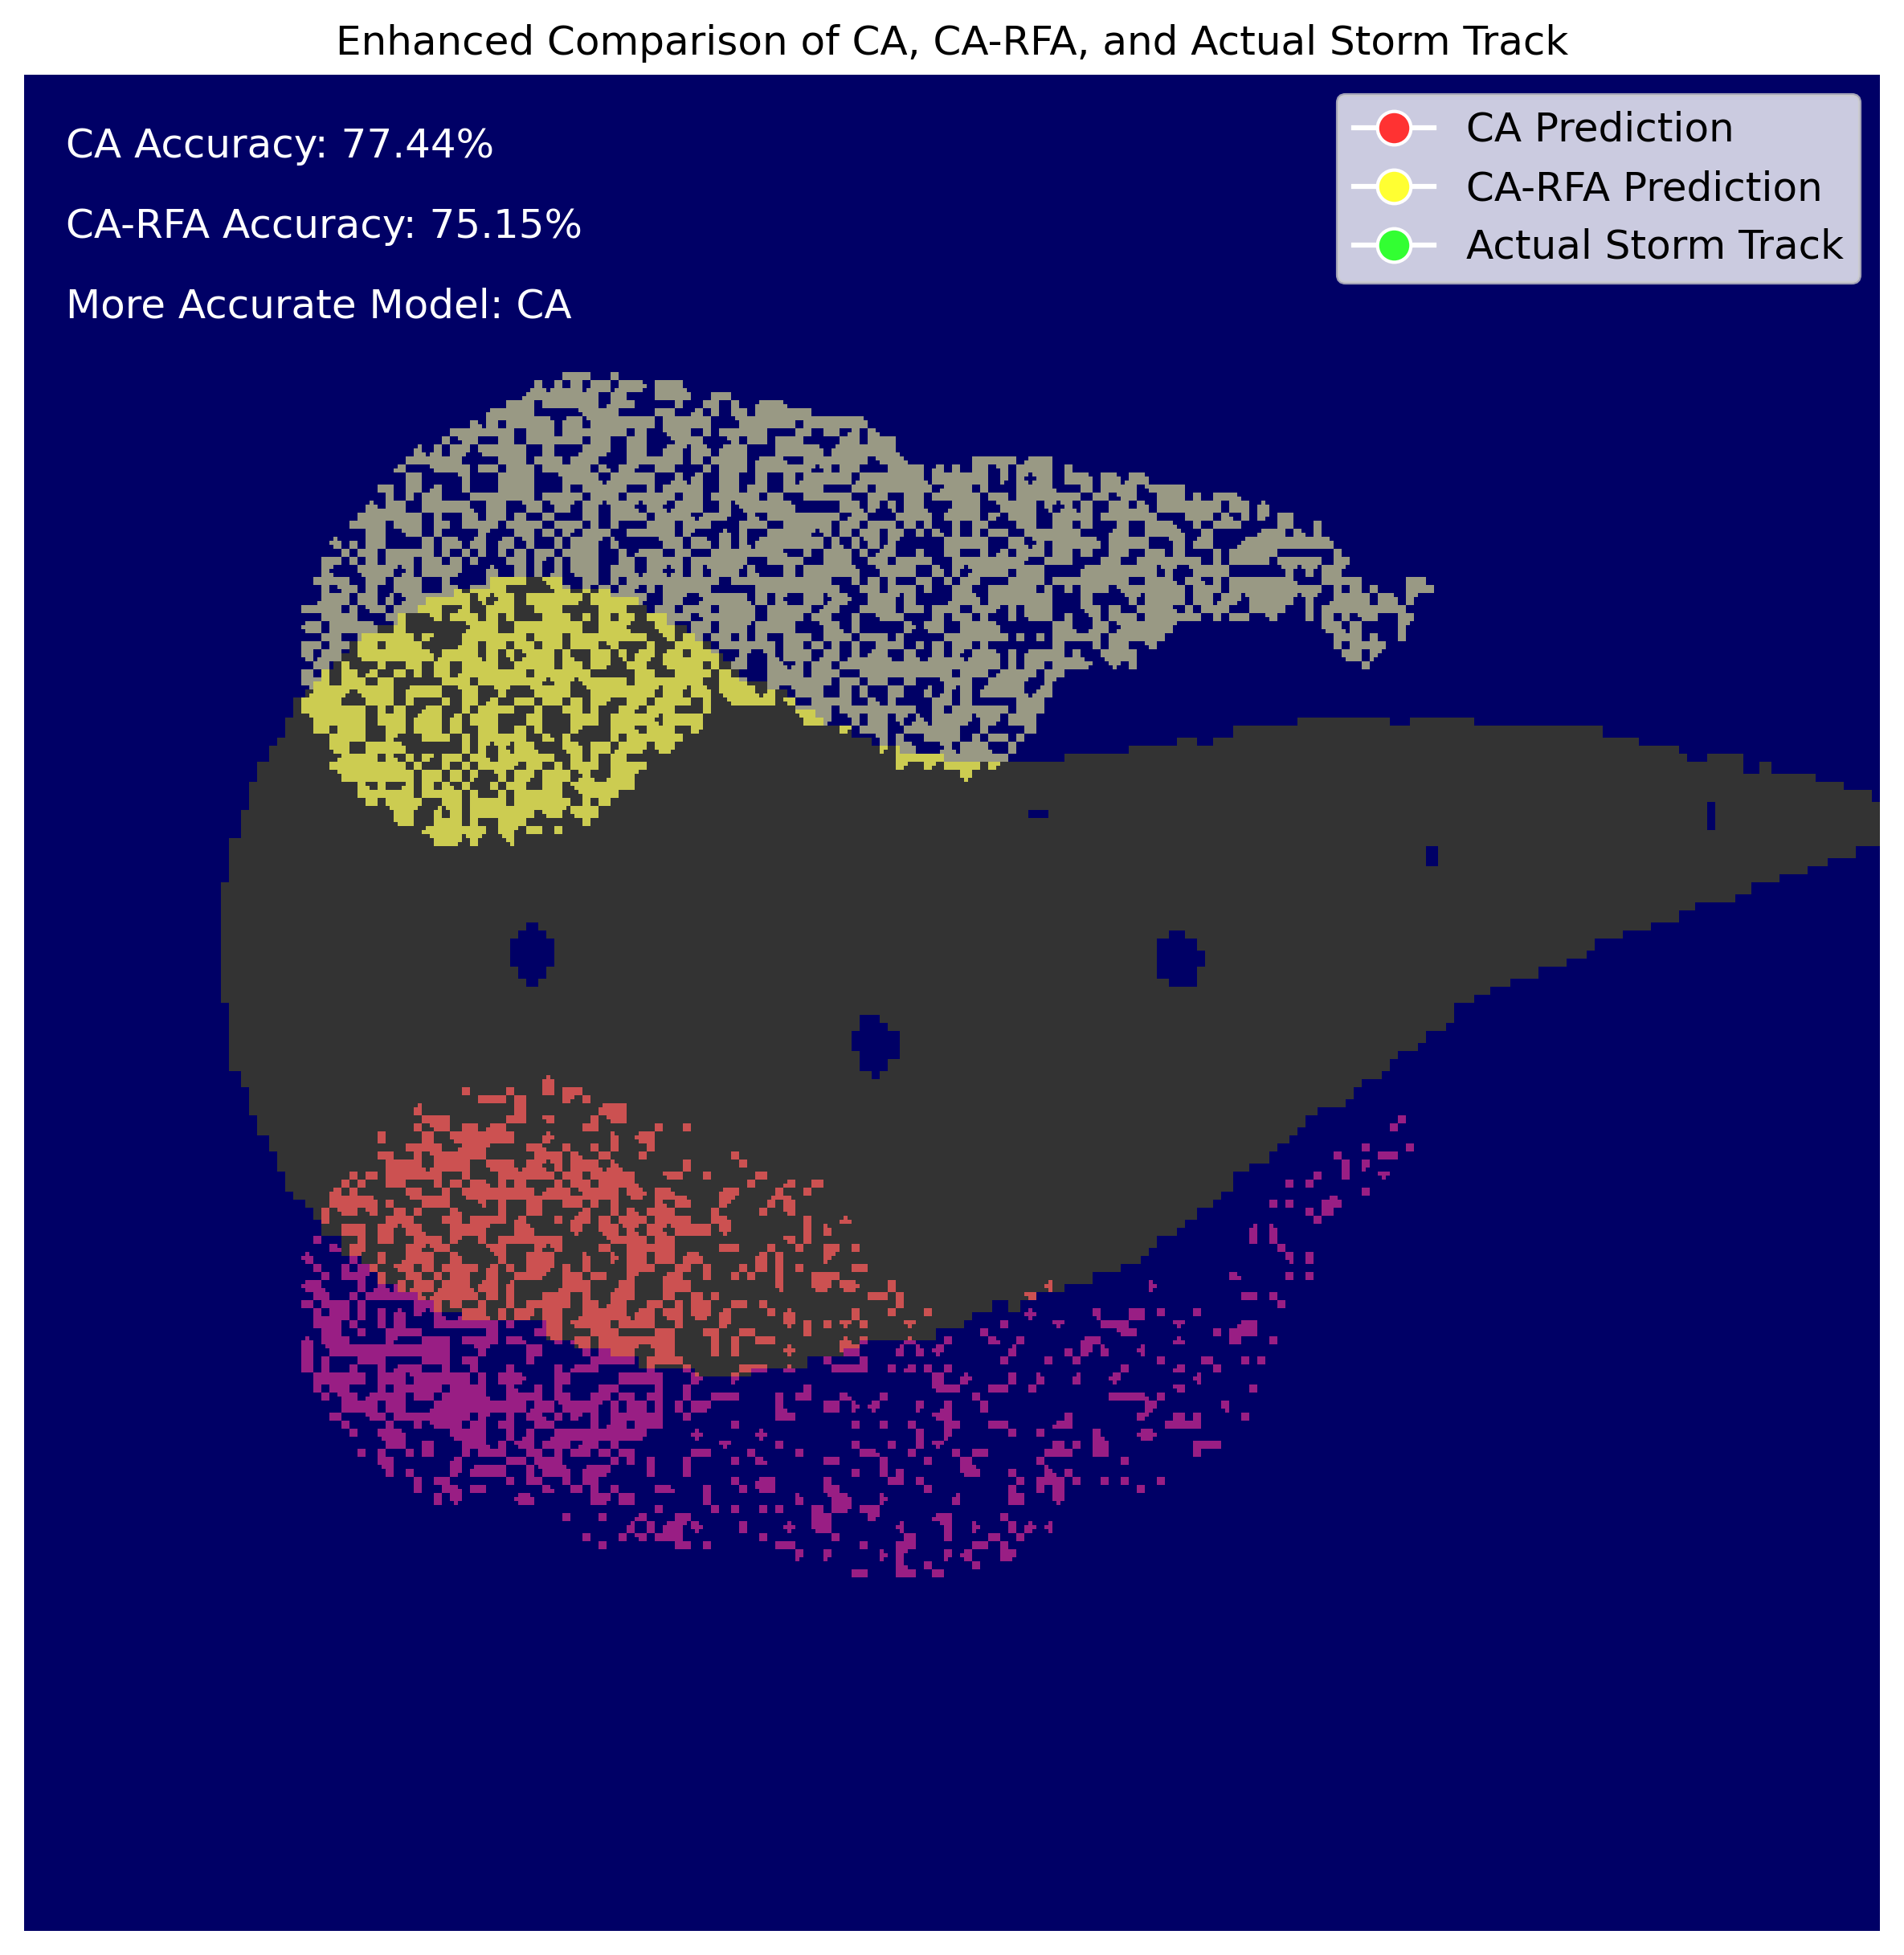 Enhanced Comparison of CA, CA-RFA, and Actual Storm Track
CA Accuracy: 77.44%
CA-RFA Accuracy: 75.15%
More Accurate Model: CA
CA Prediction
CA-RFA Prediction
Actual Storm Track